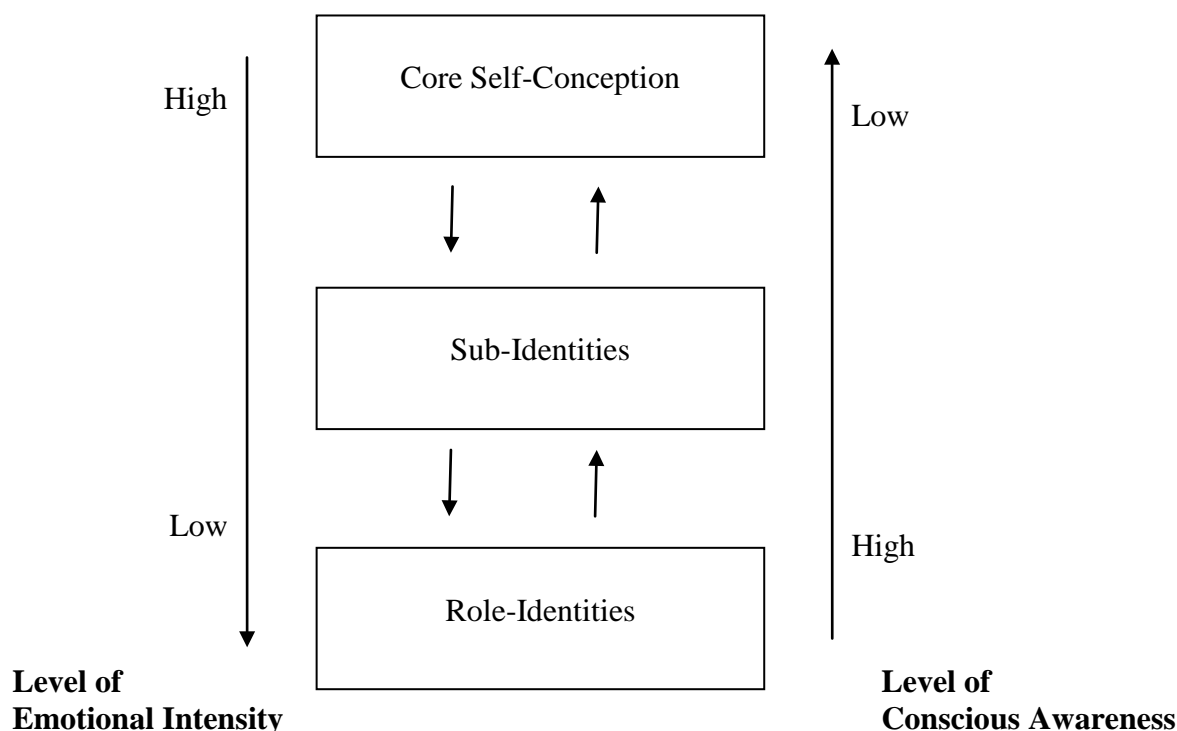 Core Self-Conception
High
Low
Sub-Identities
Low
High
Role-Identities
Level of
Emotional Intensity
Level of
Conscious Awareness